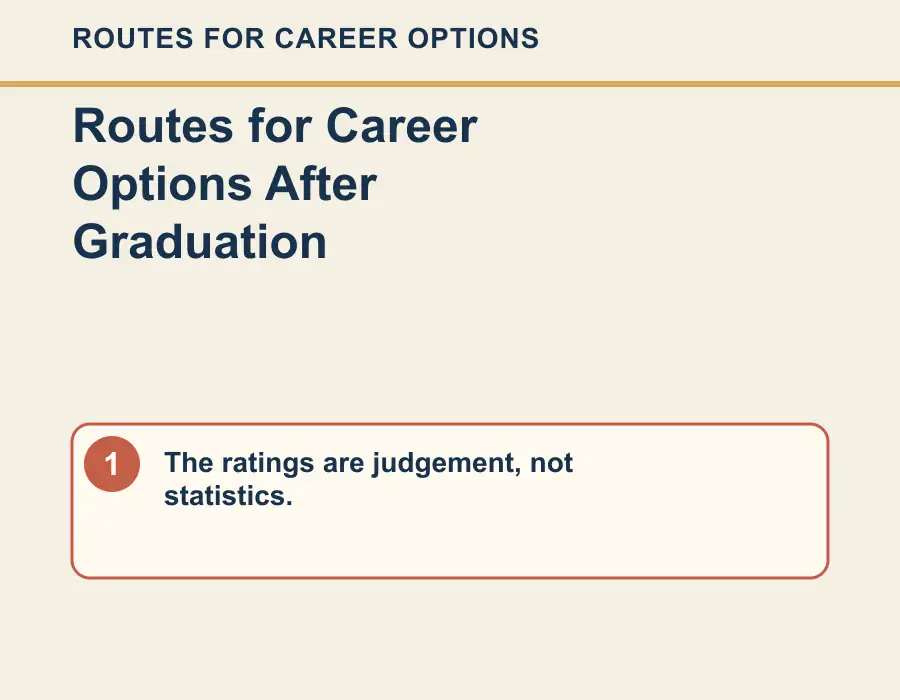 ROUTES FOR CAREER OPTIONS
Routes for Career
Options After
Graduation
1
The ratings are judgement, not
statistics.